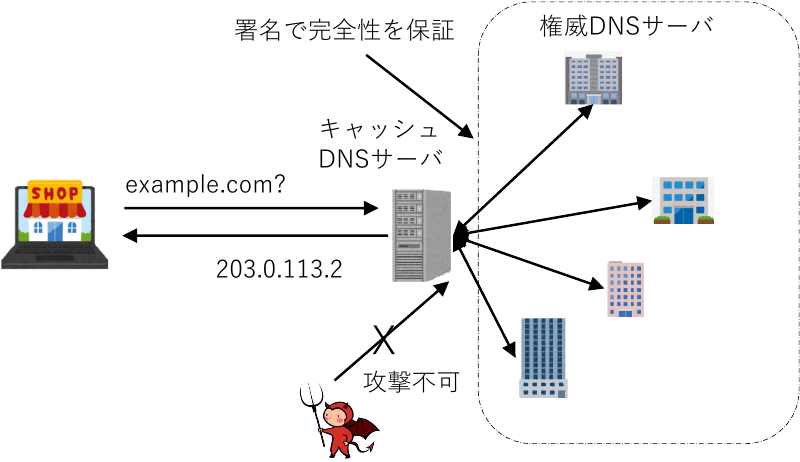 署名で完全性を保証
権威DNSサーバ
キャッシュ
DNSサーバ
SHOP
example.com?
203.0.113.2
X
攻撃不可